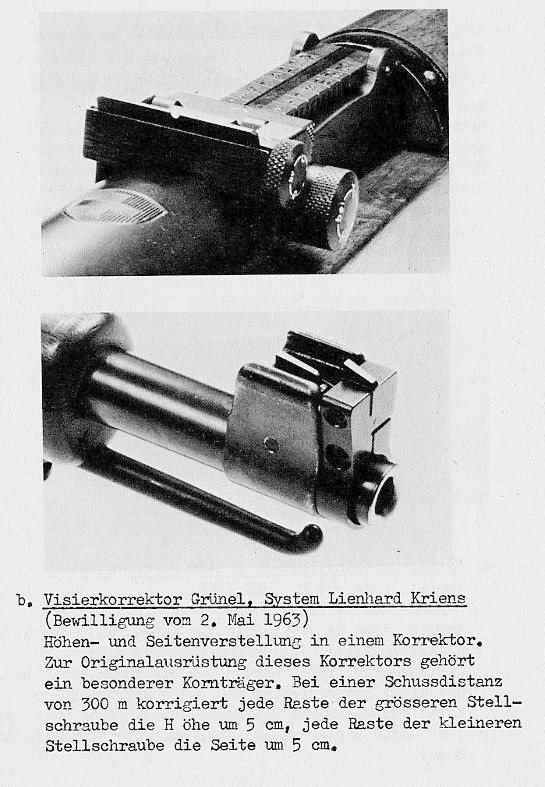 b. Visierkorrektor Grünel, System Lienhard Kriens
(Bewilligung vom 2. Mai 1963)
Höhen- und Seitenverstellung in einem Korrektor.
Zur Originalausrüstung dieses Korrektors gehört
ein besonderer Kornträger. Bei einer Schussdistanz
von 300 m korrigiert jede Raste der grösseren Stell-
schraube die H öhe um 5 cm, jede Raste der kleineren
Stellschraube die Seite um 5 cm.